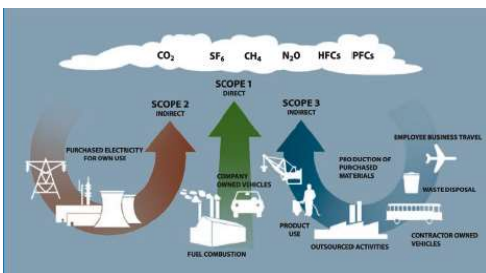 CO2 SF6 CH4 N2O HFCs PFCs
SCOPE 1
DIRECT
SCOPE 2
INDIRECT
SCOPE 3
INDIRECT
PURCHASED ELECTRICITY
FOR OWN USE
COMPANY
OWNED VEHICLES
FUEL COMBUSTION
PRODUCT
USE
PRODUCTION OF
PURCHASED
MATERIALS
OUTSOURCED ACTIVITIES
EMPLOYEE BUSINESS TRAVEL
WASTE DISPOSAL
CONTRACTOR OWNED
VEHICLES